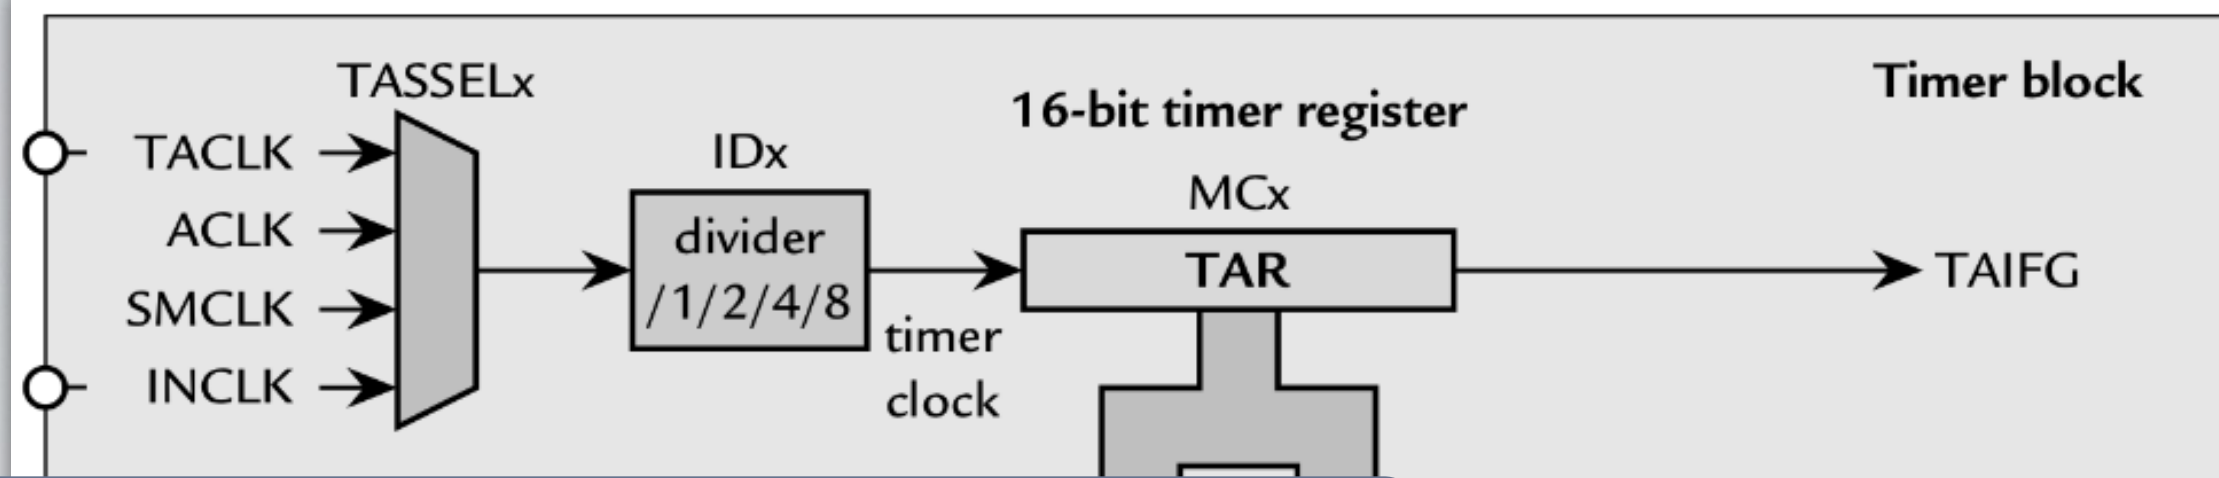 TASSELx
TACLK
ACLK
SMCLK
INCLK
IDx
divider
/1/2/4/8
timer
clock
16-bit timer register
MCx
TAR
Timer block
TAIFG